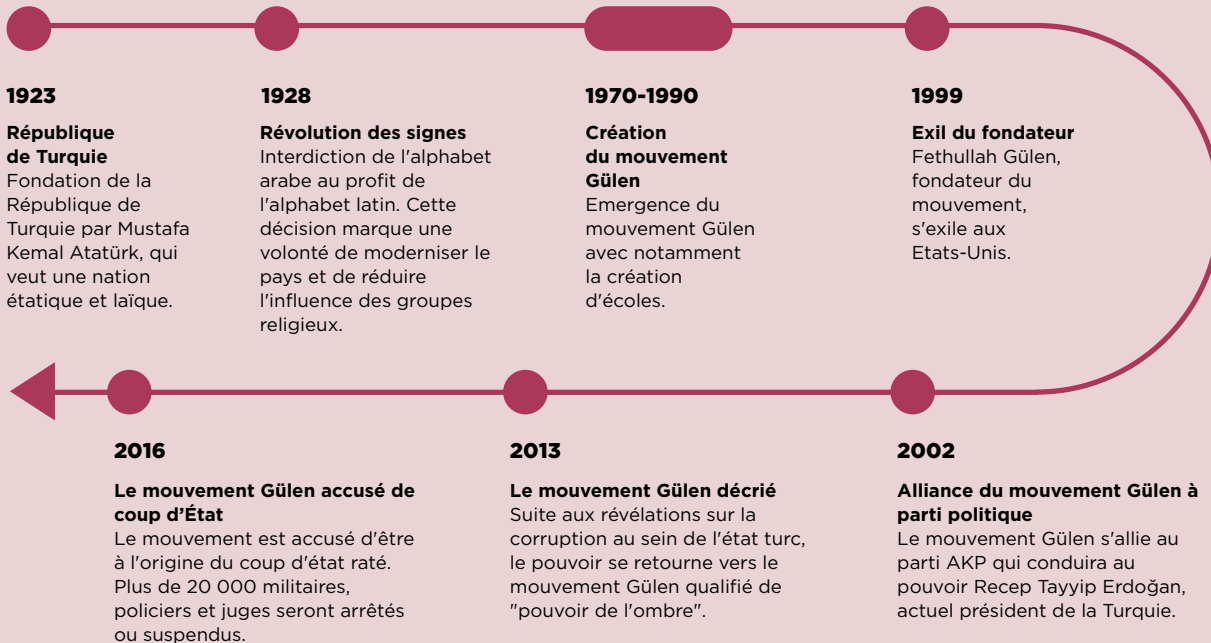 1923
République
de Turquie
Fondation de la
République de
Turquie par Mustafa
Kemal Atatürk, qui
veut une nation
étatique et laïque.
1928
Révolution des signes
Interdiction de l'alphabet
arabe au profit de
l'alphabet latin. Cette
décision marque une
volonté de moderniser le
pays et de réduire
l'influence des groupes
religieux.
1970-1990
Création
du mouvement
Gülen
Emergence du
mouvement Gülen
avec notamment
la création
d'écoles.
1999
Exil du fondateur
Fethullah Gülen,
fondateur du
mouvement,
s'exile aux
Etats-Unis.
2002
Alliance du mouvement Gülen à
parti politique
Le mouvement Gülen s'allie au
parti AKP qui conduira au
pouvoir Recep Tayyip Erdoğan,
actuel président de la Turquie.
2013
Le mouvement Gülen décrié
Suite aux révélations sur la
corruption au sein de l'état turc,
le pouvoir se retourne vers le
mouvement Gülen qualifié de
"pouvoir de l'ombre".
2016
Le mouvement Gülen accusé de
coup d’État
Le mouvement est accusé d'être
à l'origine du coup d'état raté.
Plus de 20 000 militaires,
policiers et juges seront arrêtés
ou suspendus.